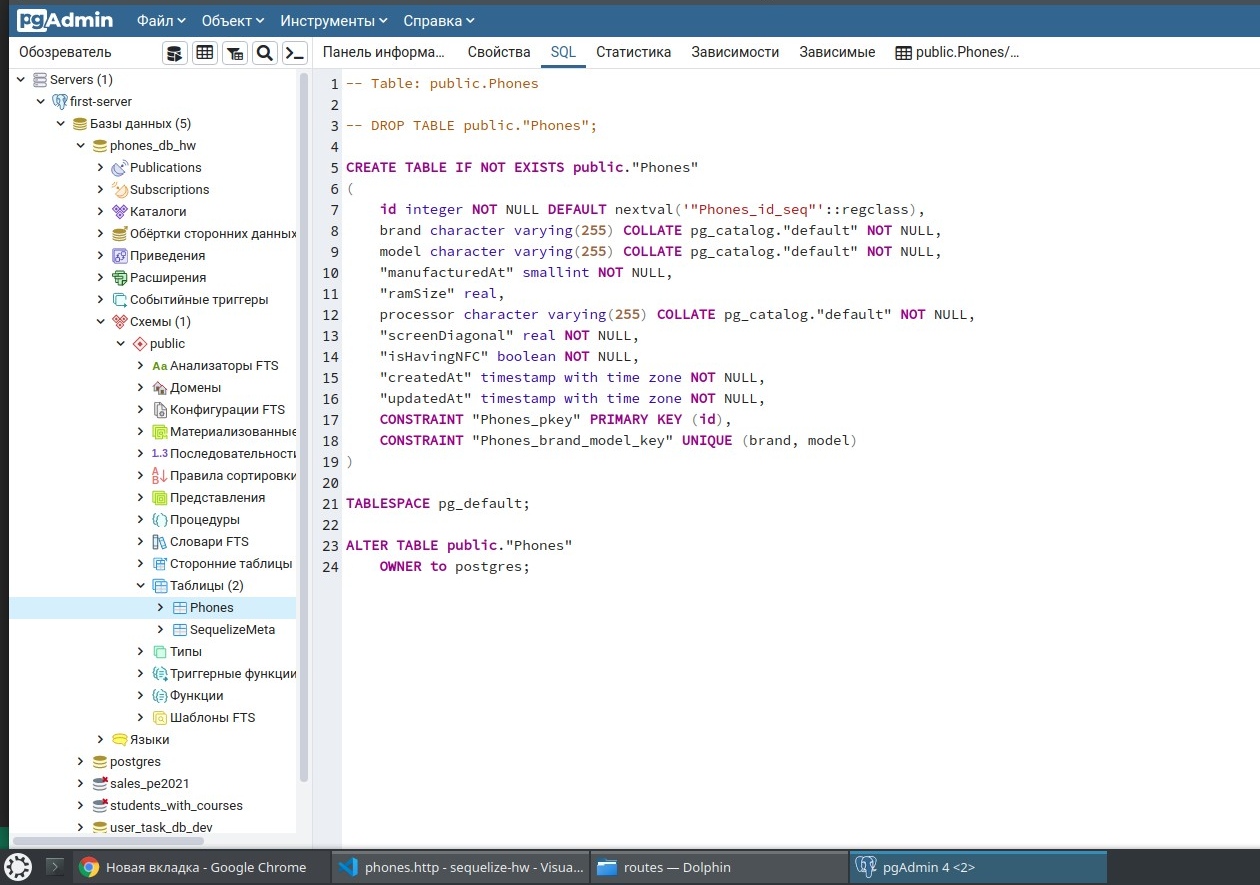 pgAdmin Файл Объект Инструменты Справка
Обозреватель
Панель информа... Свойства SQL Статистика Зависимости Зависимые public.Phones/...
Servers (1)
first-server
Базы данных (5)
phones_db_hw
Publications
Subscriptions
Каталоги
Обёртки сторонних данных
Приведения
Расширения
Событийные триггеры
Схемы (1)
public
Aa Анализаторы FTS
Домены
Конфигурации FTS
Материализованные
1..3 Последовательности
Правила сортировки
Представления
Процедуры
Словари FTS
Сторонние таблицы
Таблицы (2)
Phones
SequelizeMeta
Типы
Триггерные функции
Функции
Шаблоны FTS
Языки
postgres
sales_pe2021
students_with_courses
user_task_db_dev
1 -- Table: public.Phones
2
3 -- DROP TABLE public."Phones";
4
5 CREATE TABLE IF NOT EXISTS public."Phones"
6 (
7 id integer NOT NULL DEFAULT nextval('"Phones_id_seq"'::regclass),
8 brand character varying(255) COLLATE pg_catalog."default" NOT NULL,
9 model character varying(255) COLLATE pg_catalog."default" NOT NULL,
10 "manufacturedAt" smallint NOT NULL,
11 "ramSize" real,
12 processor character varying(255) COLLATE pg_catalog."default" NOT NULL,
13 "screenDiagonal" real NOT NULL,
14 "isHavingNFC" boolean NOT NULL,
15 "createdAt" timestamp with time zone NOT NULL,
16 "updatedAt" timestamp with time zone NOT NULL,
17 CONSTRAINT "Phones_pkey" PRIMARY KEY (id),
18 CONSTRAINT "Phones_brand_model_key" UNIQUE (brand, model)
19 )
20
21 TABLESPACE pg_default;
22
23 ALTER TABLE public."Phones"
24 OWNER to postgres;
Новая вкладка - Google Chrome phones.http - sequelize-hw - Visua... routes — Dolphin pgAdmin 4 <2>